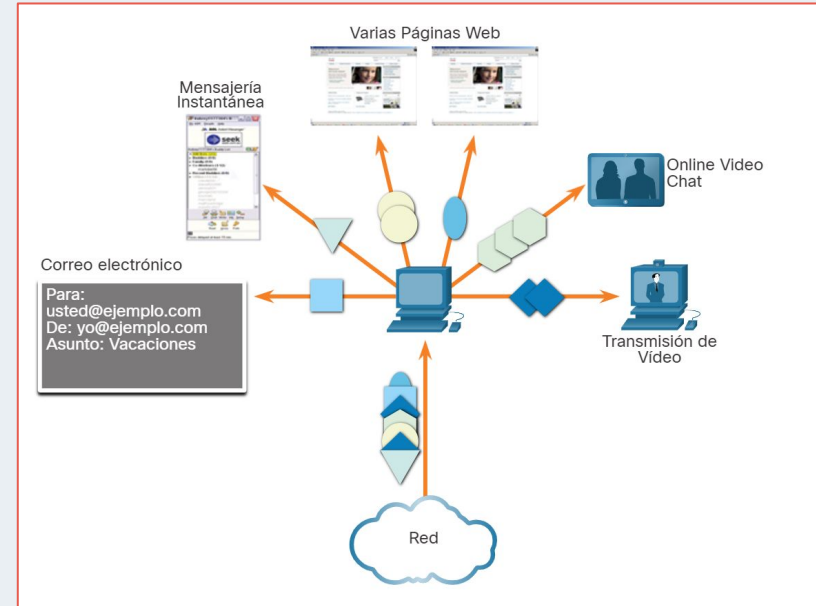 Varias Páginas Web
Mensajería
Instantánea
seek
Online Video
Chat
Correo electrónico
Para:
usted@ejemplo.com
De: yo@ejemplo.com
Asunto: Vacaciones
Transmisión de
Vídeo
Red